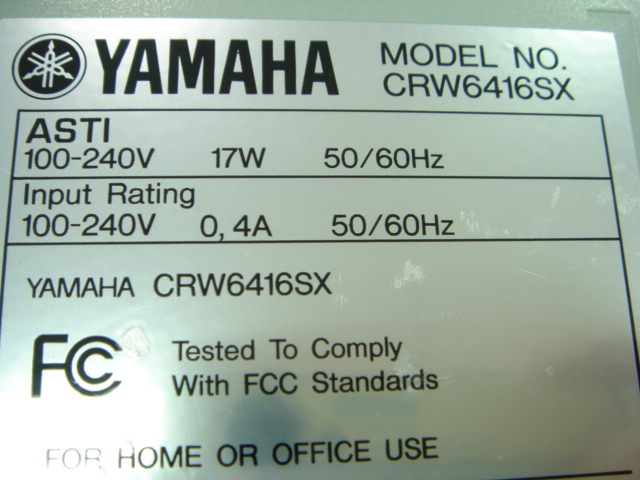 YAMAHA MODEL NO.
CRW6416SX
ASTI
100-240V 17W 50/60Hz
Input Rating
100-240V 0,4A 50/60Hz
YAMAHA CRW6416SX
FC Tested To Comply
With FCC Standards
FOR HOME OR OFFICE USE